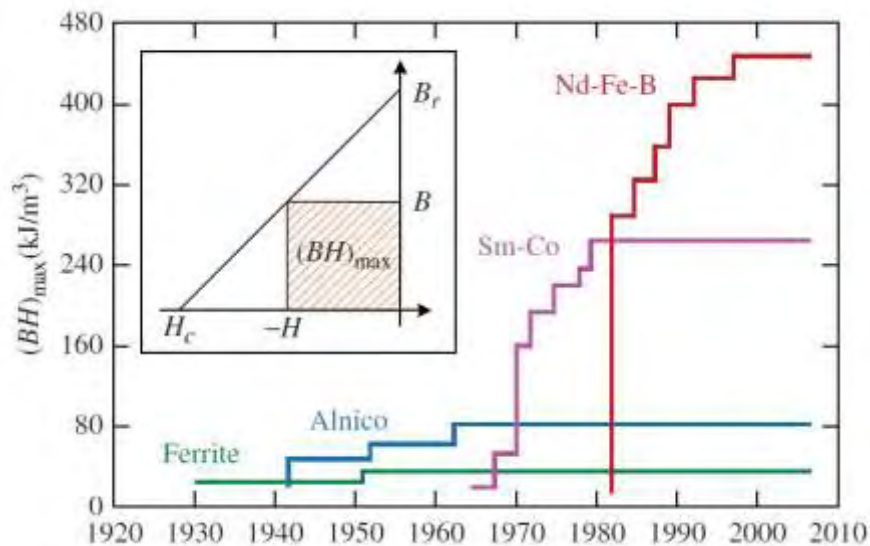 480
400
320
240
160
80
0
(BH)max(kJ/m³)
1920 1930 1940 1950 1960 1970 1980 1990 2000 2010
Br
B
(BH)max
Hc
−H
Nd-Fe-B
Sm-Co
Alnico
Ferrite